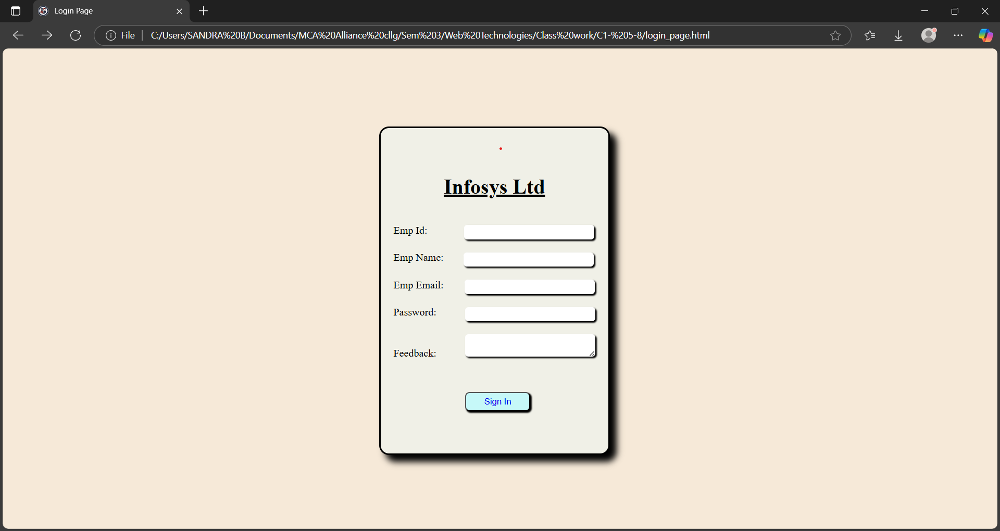 Login Page
File
C:/Users/SANDRA%20B/Documents/MCA%20Alliance%20cllg/Sem%203/Web%20Technologies/Class%20work/C1-%205-8/login_page.html
Infosys Ltd
Emp Id:
Emp Name:
Emp Email:
Password:
Feedback:
Sign In